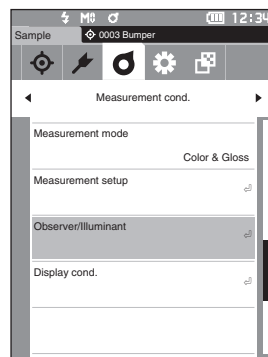 M 12:34
Sample 0003 Bumper
Measurement cond.
Measurement mode
Color & Gloss
Measurement setup
Observer/Illuminant
Display cond.